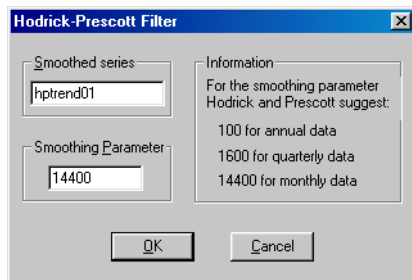 Hodrick-Prescott Filter
Smoothed series
hptrend01
Smoothing Parameter
14400
Information
For the smoothing parameter
Hodrick and Prescott suggest:
100 for annual data
1600 for quarterly data
14400 for monthly data
OK
Cancel